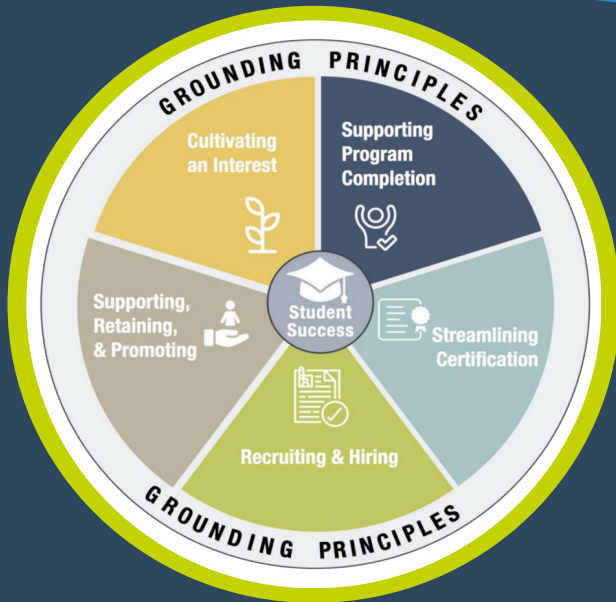 GROUNDING PRINCIPLES
Cultivating
an Interest
Supporting
Program
Completion
Supporting,
Retaining,
& Promoting
Student
Success
Streamlining
Certification
Recruiting & Hiring
GROUNDING PRINCIPLES